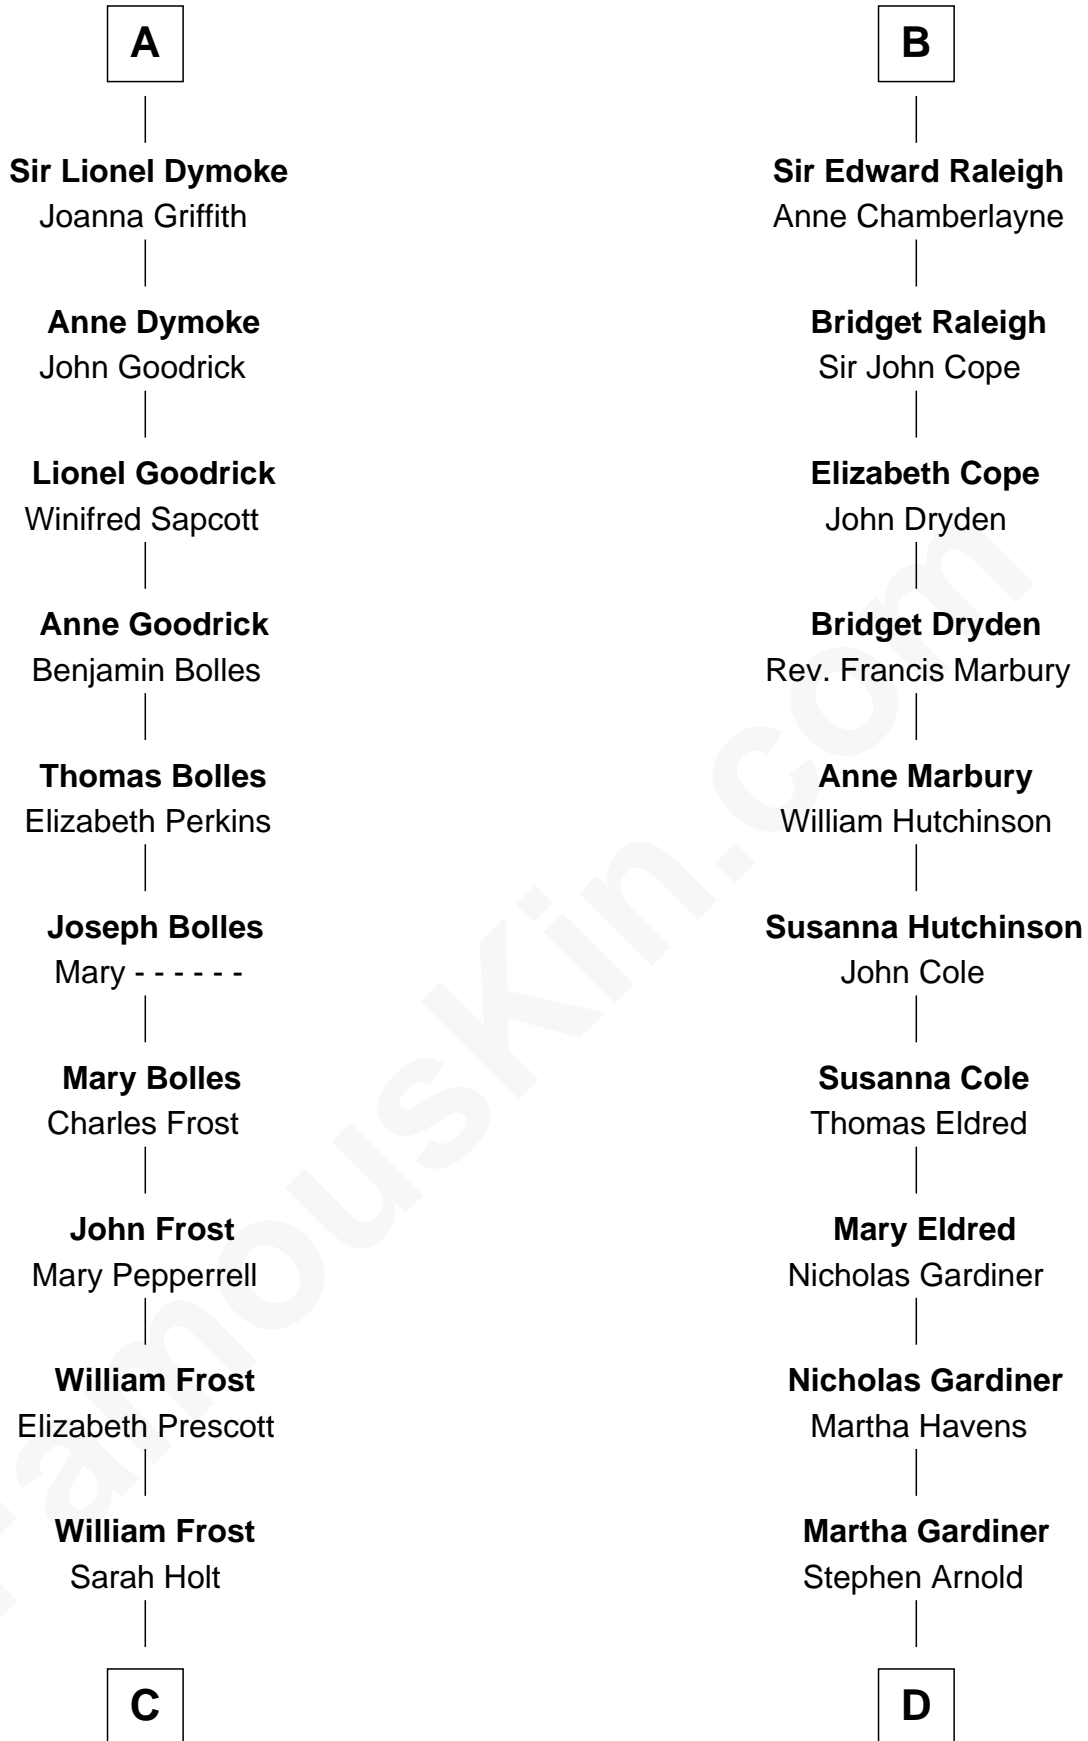 A
Sir Lionel Dymoke
Joanna Griffith
Anne Dymoke
John Goodrick
Lionel Goodrick
Winifred Sapcott
Anne Goodrick
Benjamin Bolles
Thomas Bolles
Elizabeth Perkins
Joseph Bolles
Mary - - - - - -
Mary Bolles
Charles Frost
John Frost
Mary Pepperrell
William Frost
Elizabeth Prescott
William Frost
Sarah Holt
C
B
Sir Edward Raleigh
Anne Chamberlayne
Bridget Raleigh
Sir John Cope
Elizabeth Cope
John Dryden
Bridget Dryden
Rev. Francis Marbury
Anne Marbury
William Hutchinson
Susanna Hutchinson
John Cole
Susanna Cole
Thomas Eldred
Mary Eldred
Nicholas Gardiner
Nicholas Gardiner
Martha Havens
Martha Gardiner
Stephen Arnold
D
FamousKin.com